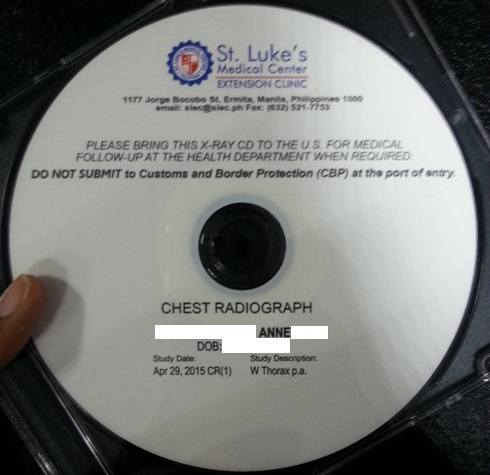 St. Luke's
Medical Center
EXTENSION CLINIC
1177 Jorge Bocobo St. Ermita, Manila, Philippines 1000
email: slec@slec.ph Fax: (632) 521-7753
PLEASE BRING THIS X-RAY CD TO THE U.S. FOR MEDICAL
FOLLOW-UP AT THE HEALTH DEPARTMENT WHEN REQUIRED.
DO NOT SUBMIT to Customs and Border Protection (CBP) at the port of entry.
CHEST RADIOGRAPH
ANNE
DOB:
Study Date: Study Description:
Apr 29, 2015 CR(1) W Thorax p.a.